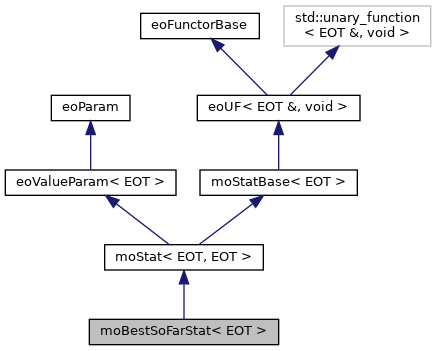 eoFunctorBase
std::unary_function
< EOT &, void >
eoParam
eoUF< EOT &, void >
eoValueParam< EOT >
moStatBase< EOT >
moStat< EOT, EOT >
moBestSoFarStat< EOT >